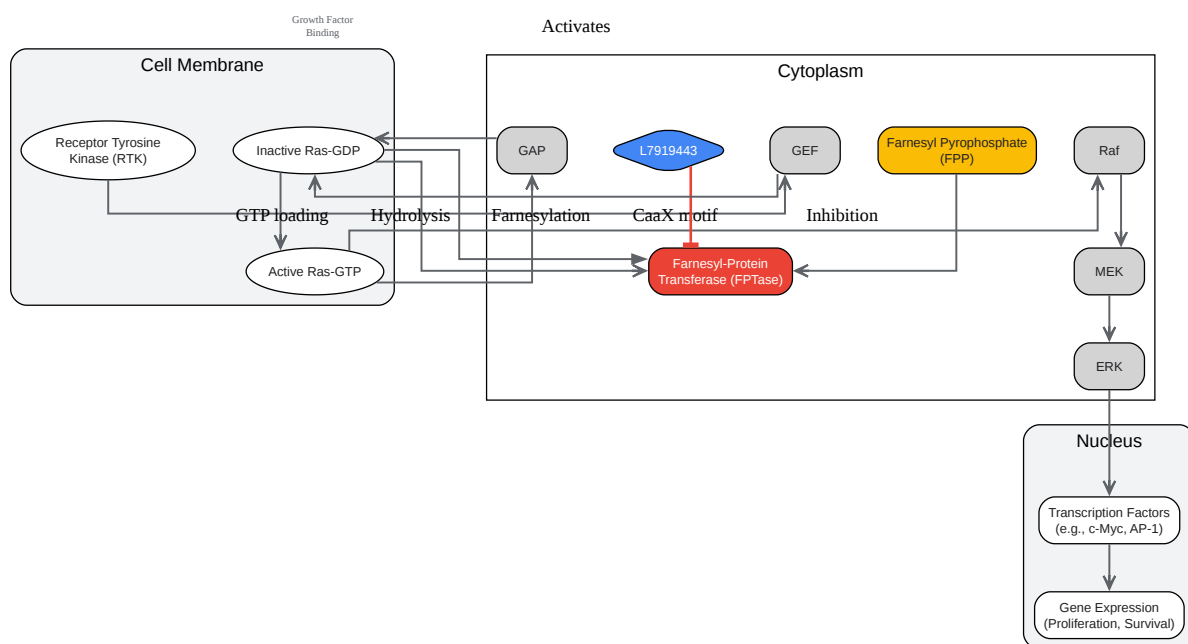 Growth Factor
Binding
Activates
Cell Membrane
Cytoplasm
Receptor Tyrosine
Kinase (RTK)
Inactive Ras-GDP
GAP
L7919443
GEF
Farnesyl Pyrophosphate
(FPP)
Raf
GTP loading
Hydrolysis
Farnesylation
CaaX motif
Inhibition
Active Ras-GTP
Farnesyl-Protein
Transferase (FPTase)
MEK
ERK
Nucleus
Transcription Factors
(e.g., c-Myc, AP-1)
Gene Expression
(Proliferation, Survival)